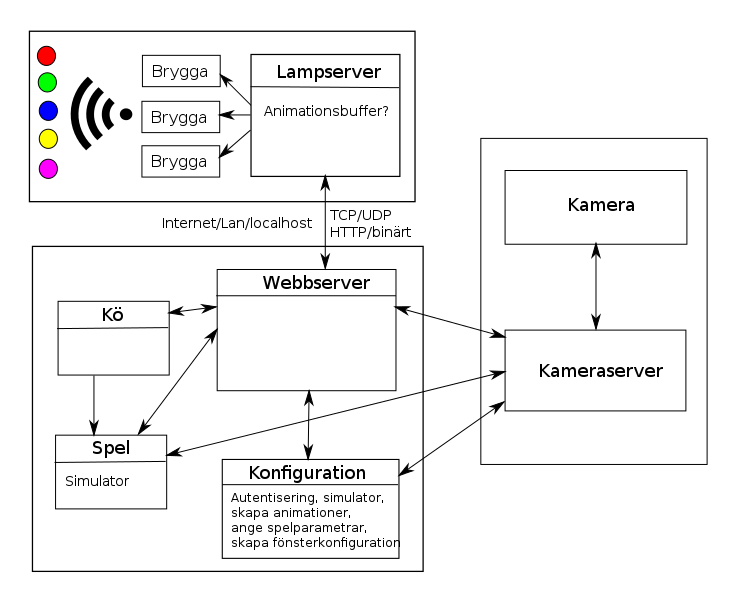 Brygga
Brygga
Brygga
Lampserver
Animationsbuffer?
Internet/Lan/localhost
TCP/UDP
HTTP/binärt
Kamera
Kameraserver
Webbserver
Kö
Spel
Simulator
Konfiguration
Autentisering, simulator,
skapa animationer,
ange spelparametrar,
skapa fönsterkonfiguration